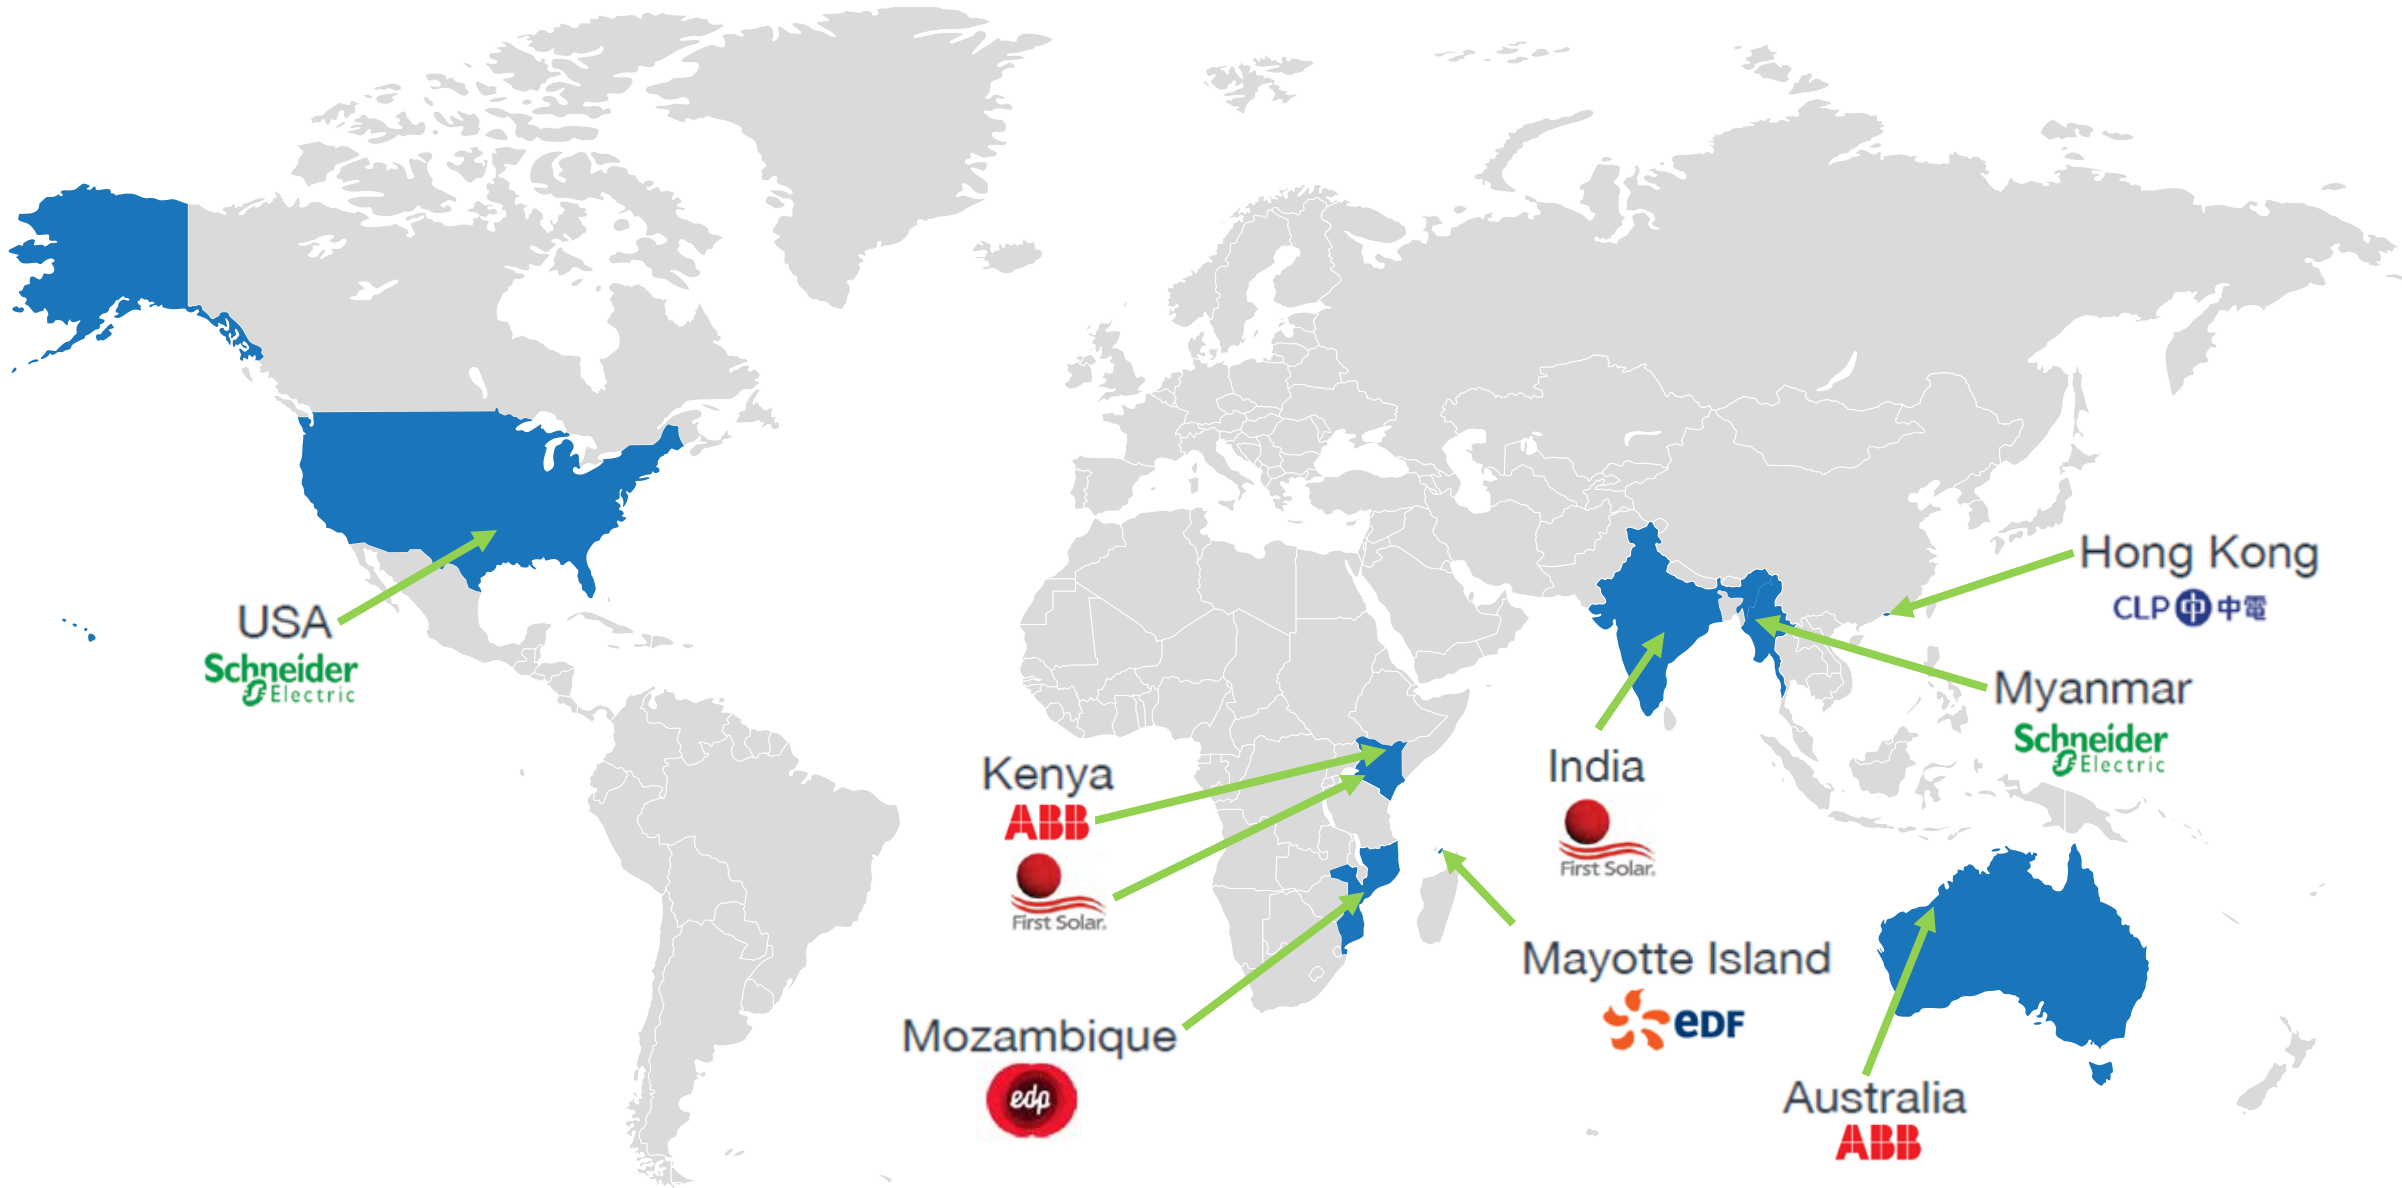 USA
Schneider
Electric
Kenya
ABB
First Solar.
Mozambique
edp
Mayotte Island
eDF
India
First Solar.
Hong Kong
CLP 中電
Myanmar
Schneider
Electric
Australia
ABB